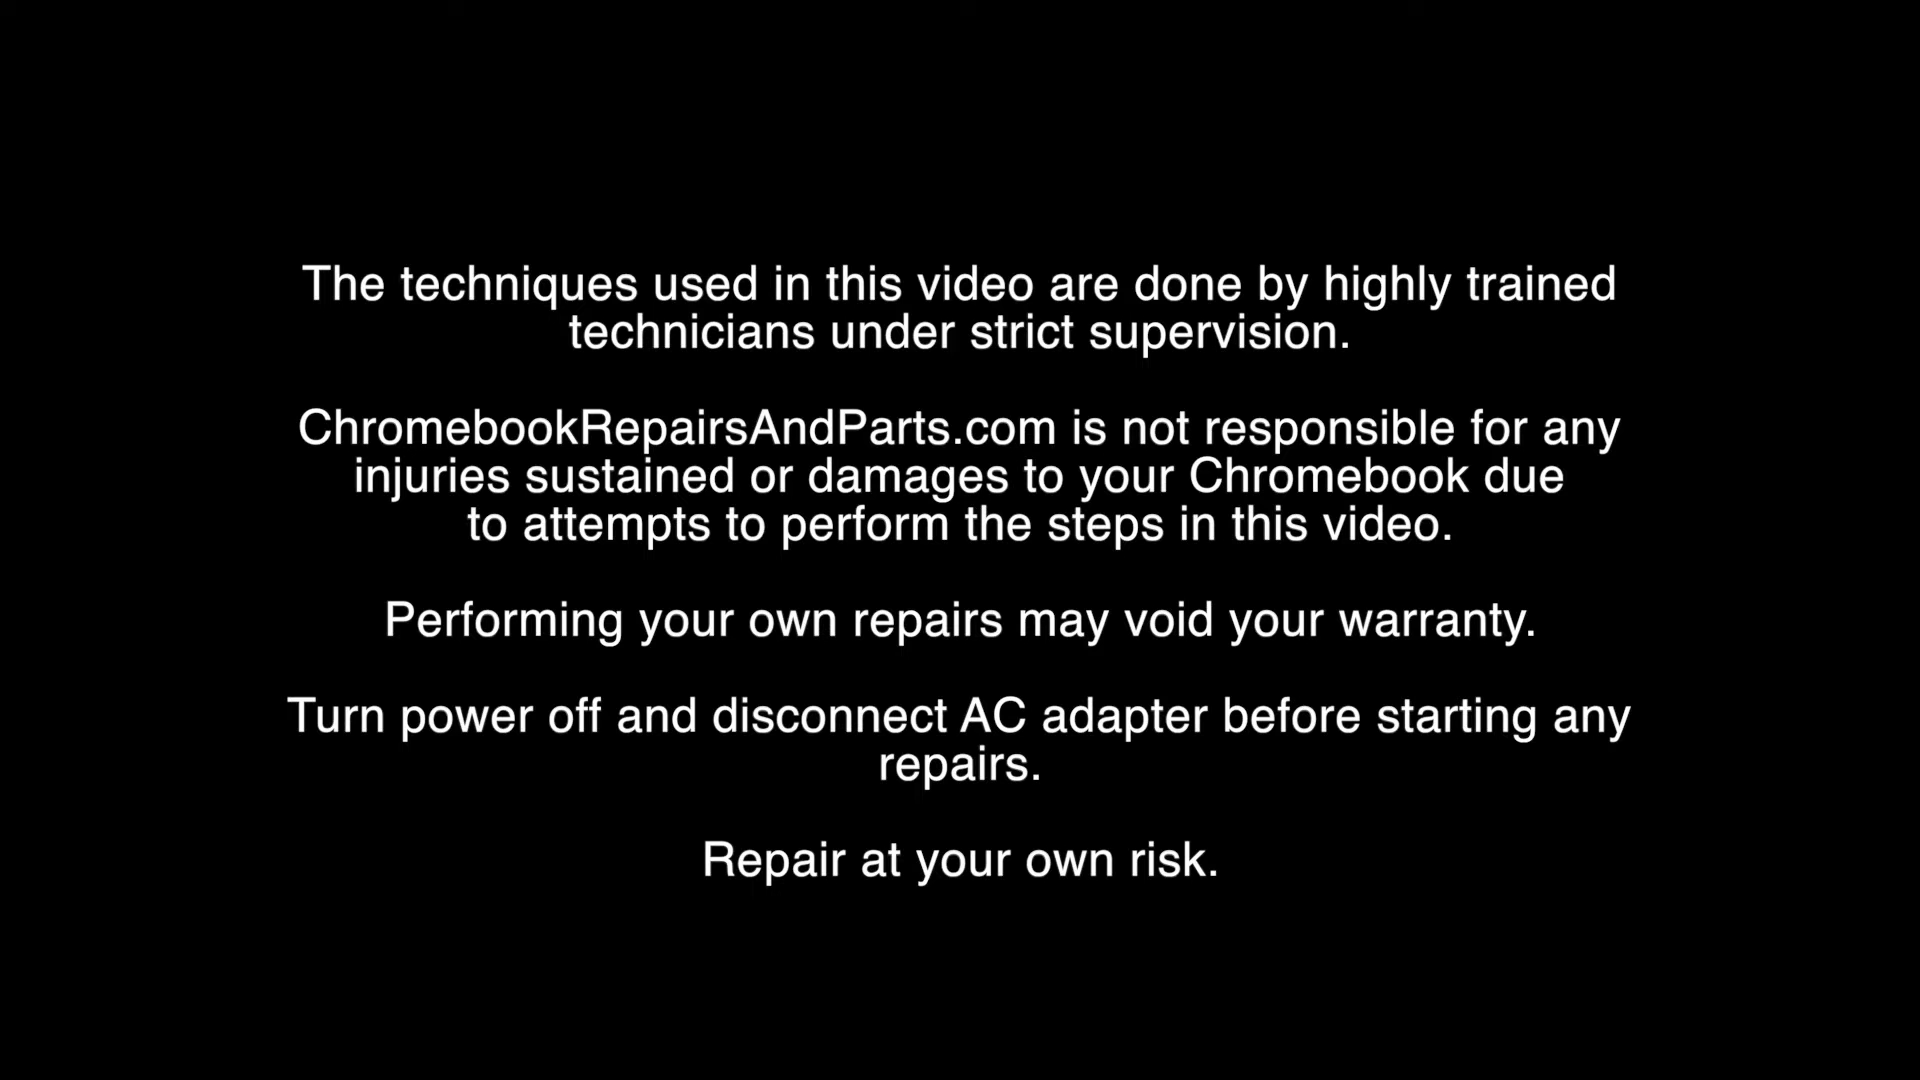 The techniques used in this video are done by highly trained
technicians under strict supervision.
ChromebookRepairsAndParts.com is not responsible for any
injuries sustained or damages to your Chromebook due
to attempts to perform the steps in this video.
Performing your own repairs may void your warranty.
Turn power off and disconnect AC adapter before starting any
repairs.
Repair at your own risk.